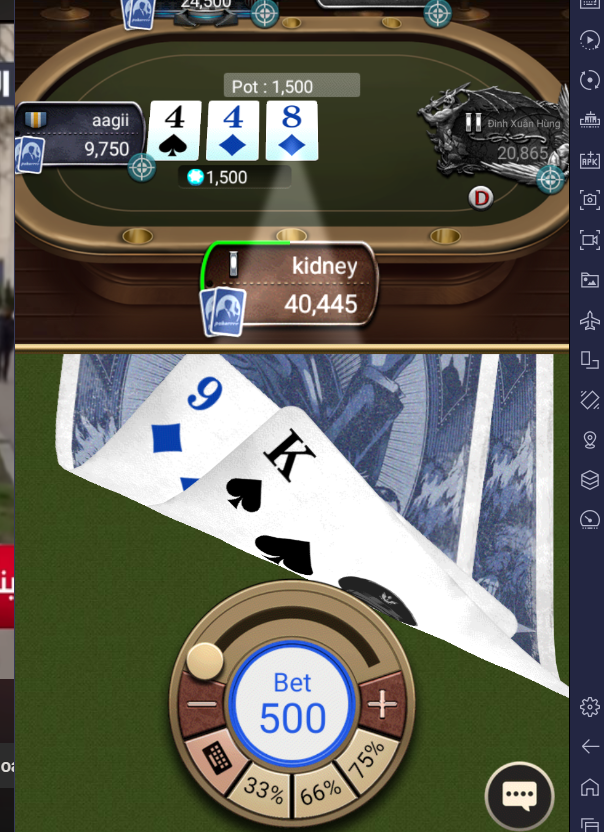 24,500
Pot : 1,500
aagii
9,750
4
4
8
Đinh Xuân Hùng
20,865
1,500
D
kidney
40,445
9
K
Bet
500
33%
66%
75%
APK